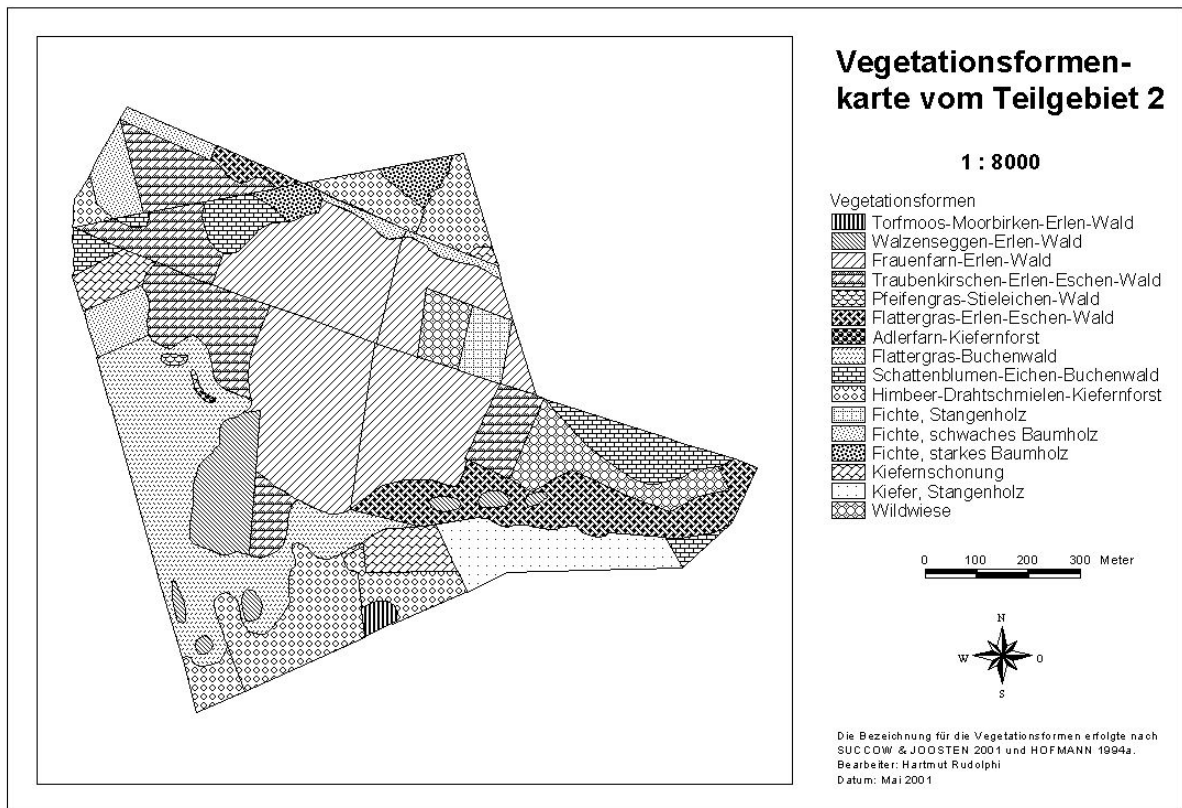 Vegetationsformen-
karte vom Teilgebiet 2
1 : 8000
Vegetationsformen
Torfmoos-Moorbirken-Erlen-Wald
Walzenseggen-Erlen-Wald
Frauenfarn-Erlen-Wald
Traubenkirschen-Erlen-Eschen-Wald
Pfeifengras-Stieleichen-Wald
Flattergras-Erlen-Eschen-Wald
Adlerfarn-Kiefernforst
Flattergras-Buchenwald
Schattenblumen-Eichen-Buchenwald
Himbeer-Drahtschmielen-Kiefernforst
Fichte, Stangenholz
Fichte, schwaches Baumholz
Fichte, starkes Baumholz
Kiefernschonung
Kiefer, Stangenholz
Wildwiese
0 100 200 300 Meter
N
W O
S
Die Bezeichnung für die Vegetationsformen erfolgte nach
SUCCOW & JOOSTEN 2001 und HOFMANN 1994a.
Bearbeiter: Hartmut Rudolphi
Datum: Mai 2001